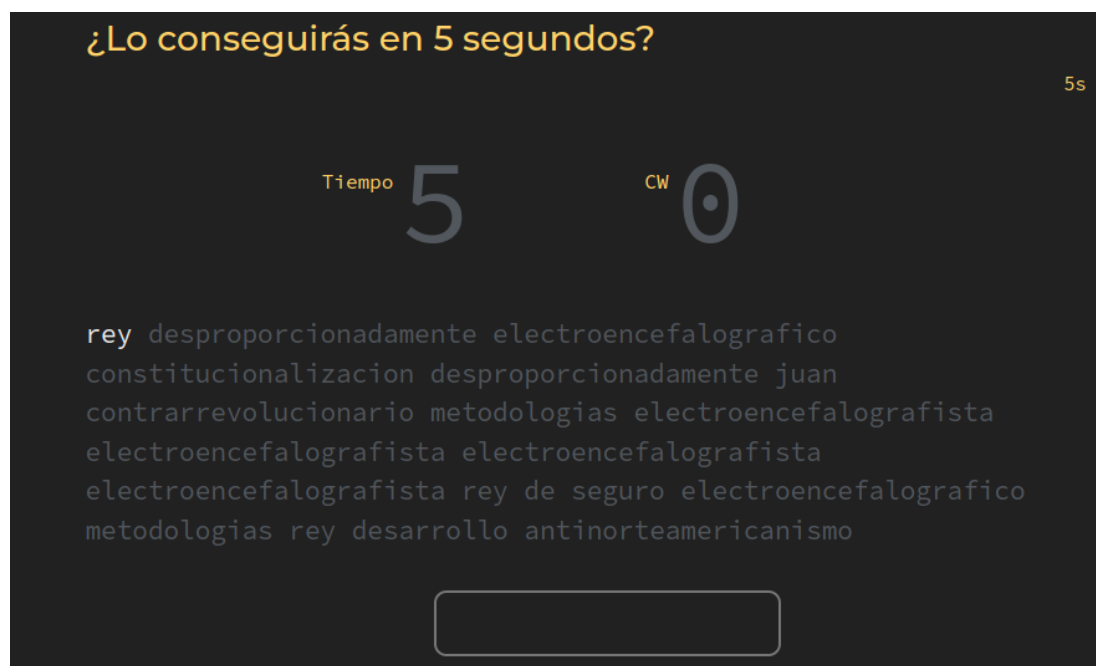 ¿Lo conseguirás en 5 segundos?
5s
Tiempo 5 CW 0
rey desproporcionadamente electroencefalografico
constitucionalizacion desproporcionadamente juan
contrarrevolucionario metodologias electroencefalografista
electroencefalografista electroencefalografista
electroencefalografista rey de seguro electroencefalografico
metodologias rey desarrollo antinorteamericanismo